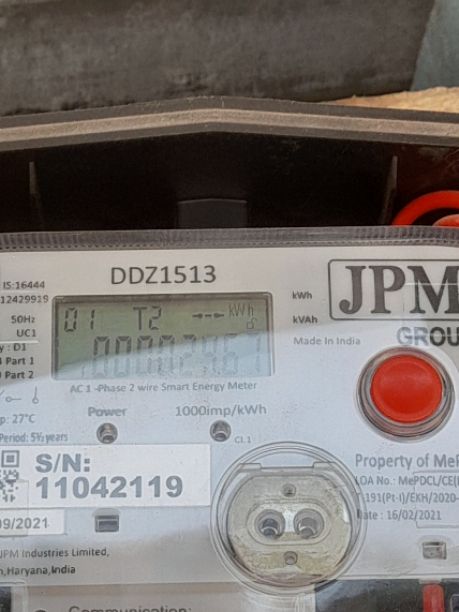 DDZ1513
JPM
IS:16444
12429919
kWh
kVAh
50Hz
UC1
01 T2 kWh
Made In India
GROU
: D1
Part 1
Part 2
AC 1 -Phase 2 wire Smart Energy Meter
: 27°C
Power 1000imp/kWh
Period: 5½ years
Cl.1
S/N:
11042119
Property of MeP
LOA No.: MePDCL/CE(
191(Pt-I)/EKH/2020-
Date : 16/02/2021
09/2021
JPM Industries Limited,
Haryana, India
Communication: